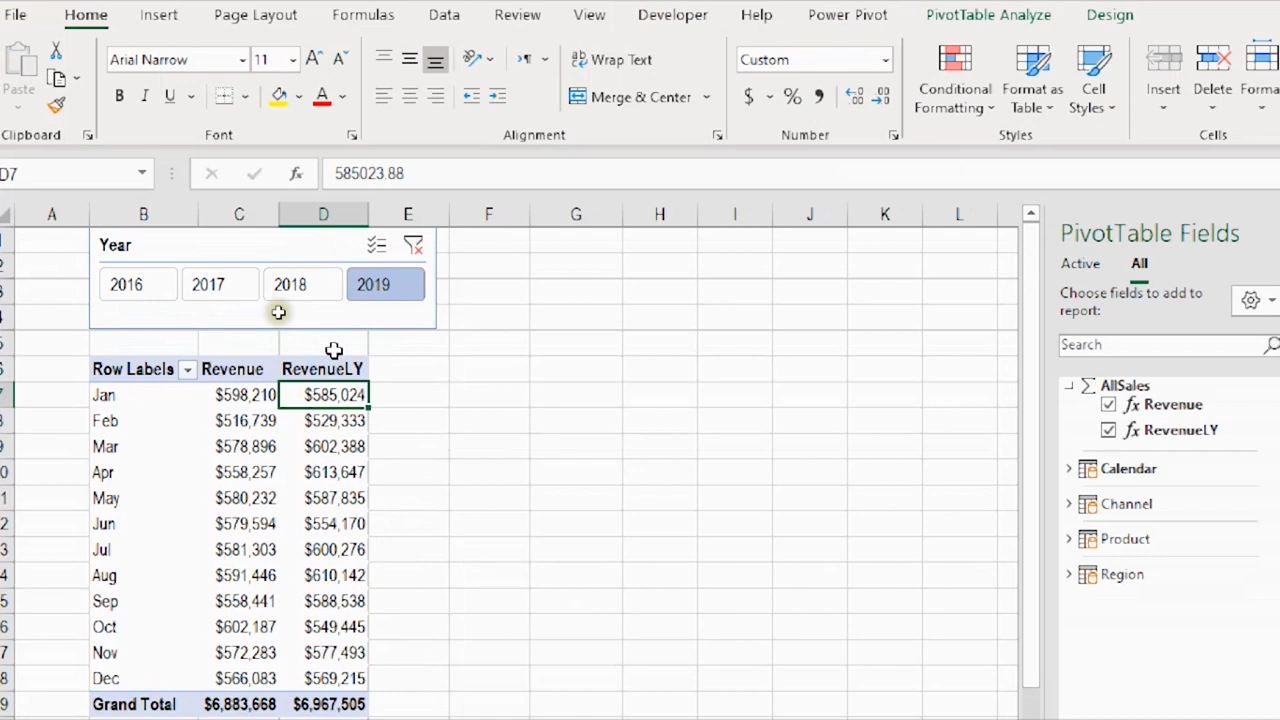 File Home Insert Page Layout Formulas Data Review View Developer Help Power Pivot PivotTable Analyze Design
Paste
Clipboard
Arial Narrow 11
B I U A
Font
Wrap Text
Merge & Center
Alignment
Custom
$ % ,
Number
Conditional Formatting
Format as Table
Cell Styles
Styles
Insert Delete Forma
Cells
D7 fx 585023.88
A B C D E F G H I J K L
Year
2016 2017 2018 2019
Row Labels Revenue RevenueLY
Jan $598,210 $585,024
Feb $516,739 $529,333
Mar $578,896 $602,388
Apr $558,257 $613,647
May $580,232 $587,835
Jun $579,594 $554,170
Jul $581,303 $600,276
Aug $591,446 $610,142
Sep $558,441 $588,538
Oct $602,187 $549,445
Nov $572,283 $577,493
Dec $566,083 $569,215
Grand Total $6,883,668 $6,967,505
PivotTable Fields
Active All
Choose fields to add to
report:
Search
AllSales
fx Revenue
fx RevenueLY
Calendar
Channel
Product
Region